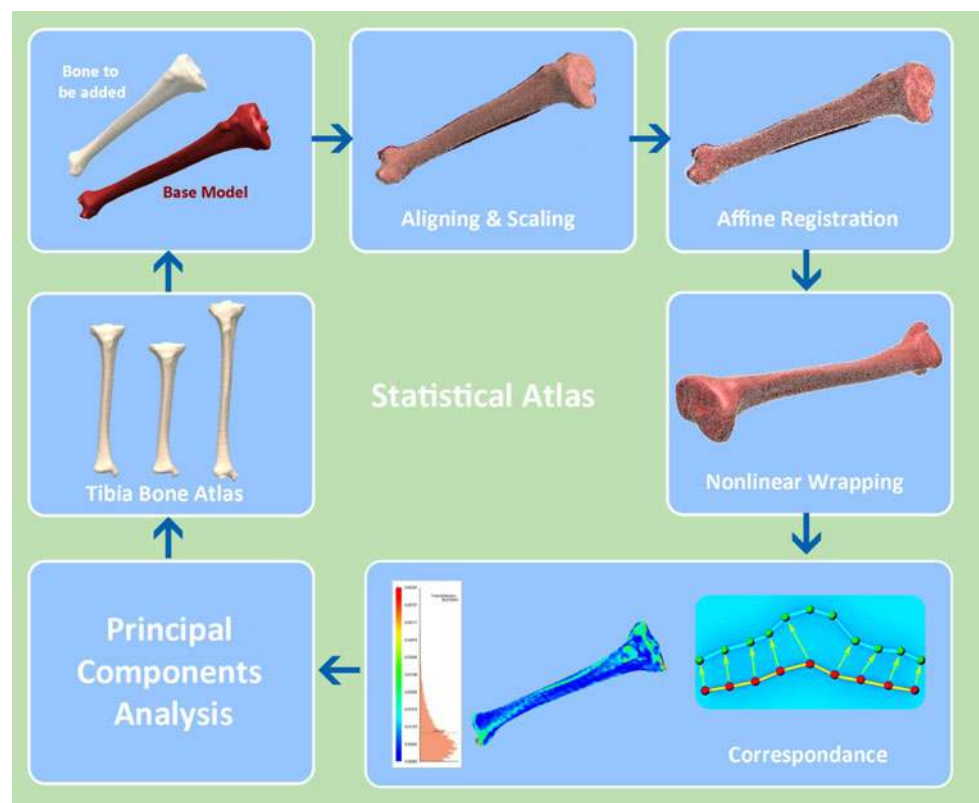 Bone to
be added
Base Model
Aligning & Scaling
Affine Registration
Statistical Atlas
Tibia Bone Atlas
Nonlinear Wrapping
Principal
Components
Analysis
Correspondance